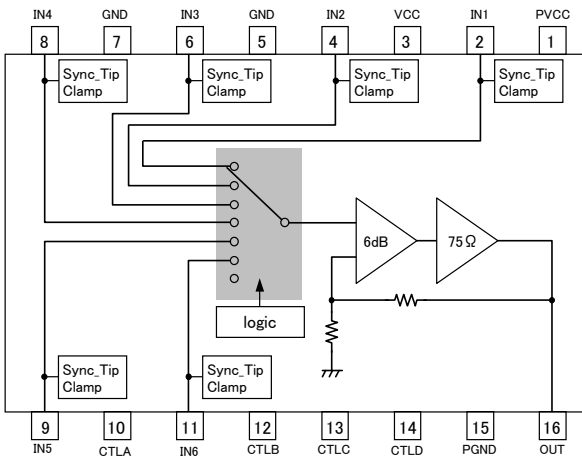 IN4 GND IN3 GND IN2 VCC IN1 PVCC
8 7 6 5 4 3 2 1
Sync_Tip Clamp
Sync_Tip Clamp
Sync_Tip Clamp
Sync_Tip Clamp
6dB
75Ω
logic
Sync_Tip Clamp
Sync_Tip Clamp
9 10 11 12 13 14 15 16
IN5 CTLA IN6 CTLB CTLC CTLD PGND OUT